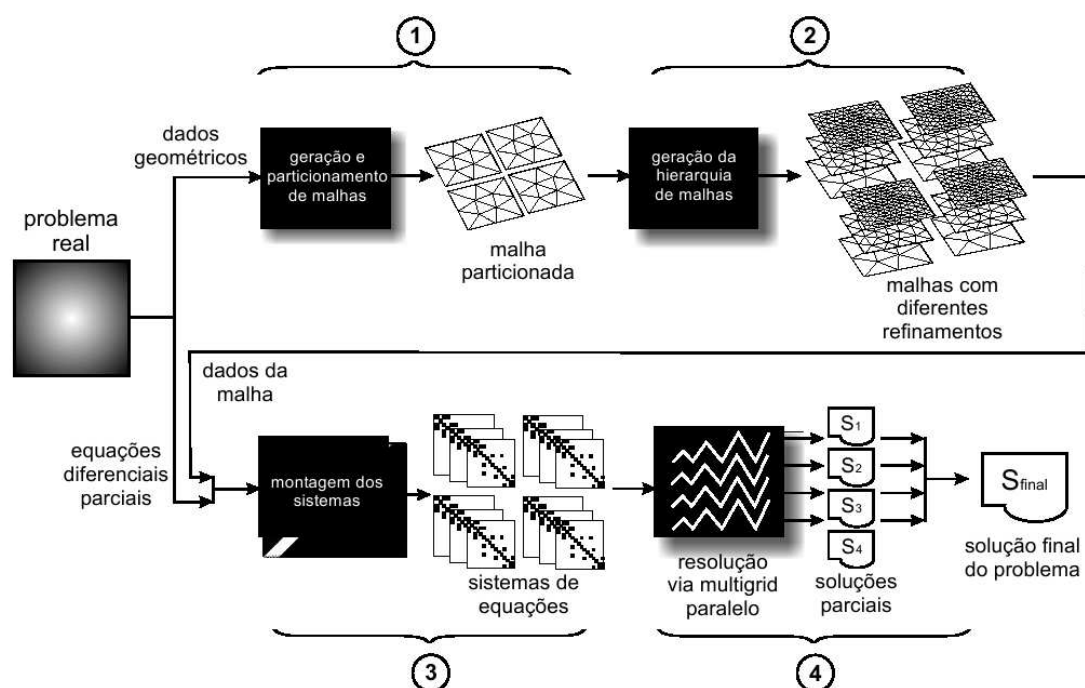 1
2
dados
geométricos
geração e
particionamento
de malhas
geração da
hierarquia
de malhas
problema
real
malha
particionada
malhas com
diferentes
refinamentos
dados da
malha
equações
diferenciais
parciais
montagem dos
sistemas
sistemas de
equações
resolução
via multigrid
paralelo
S1
S2
S3
S4
soluções
parciais
Sfinal
solução final
do problema
3
4